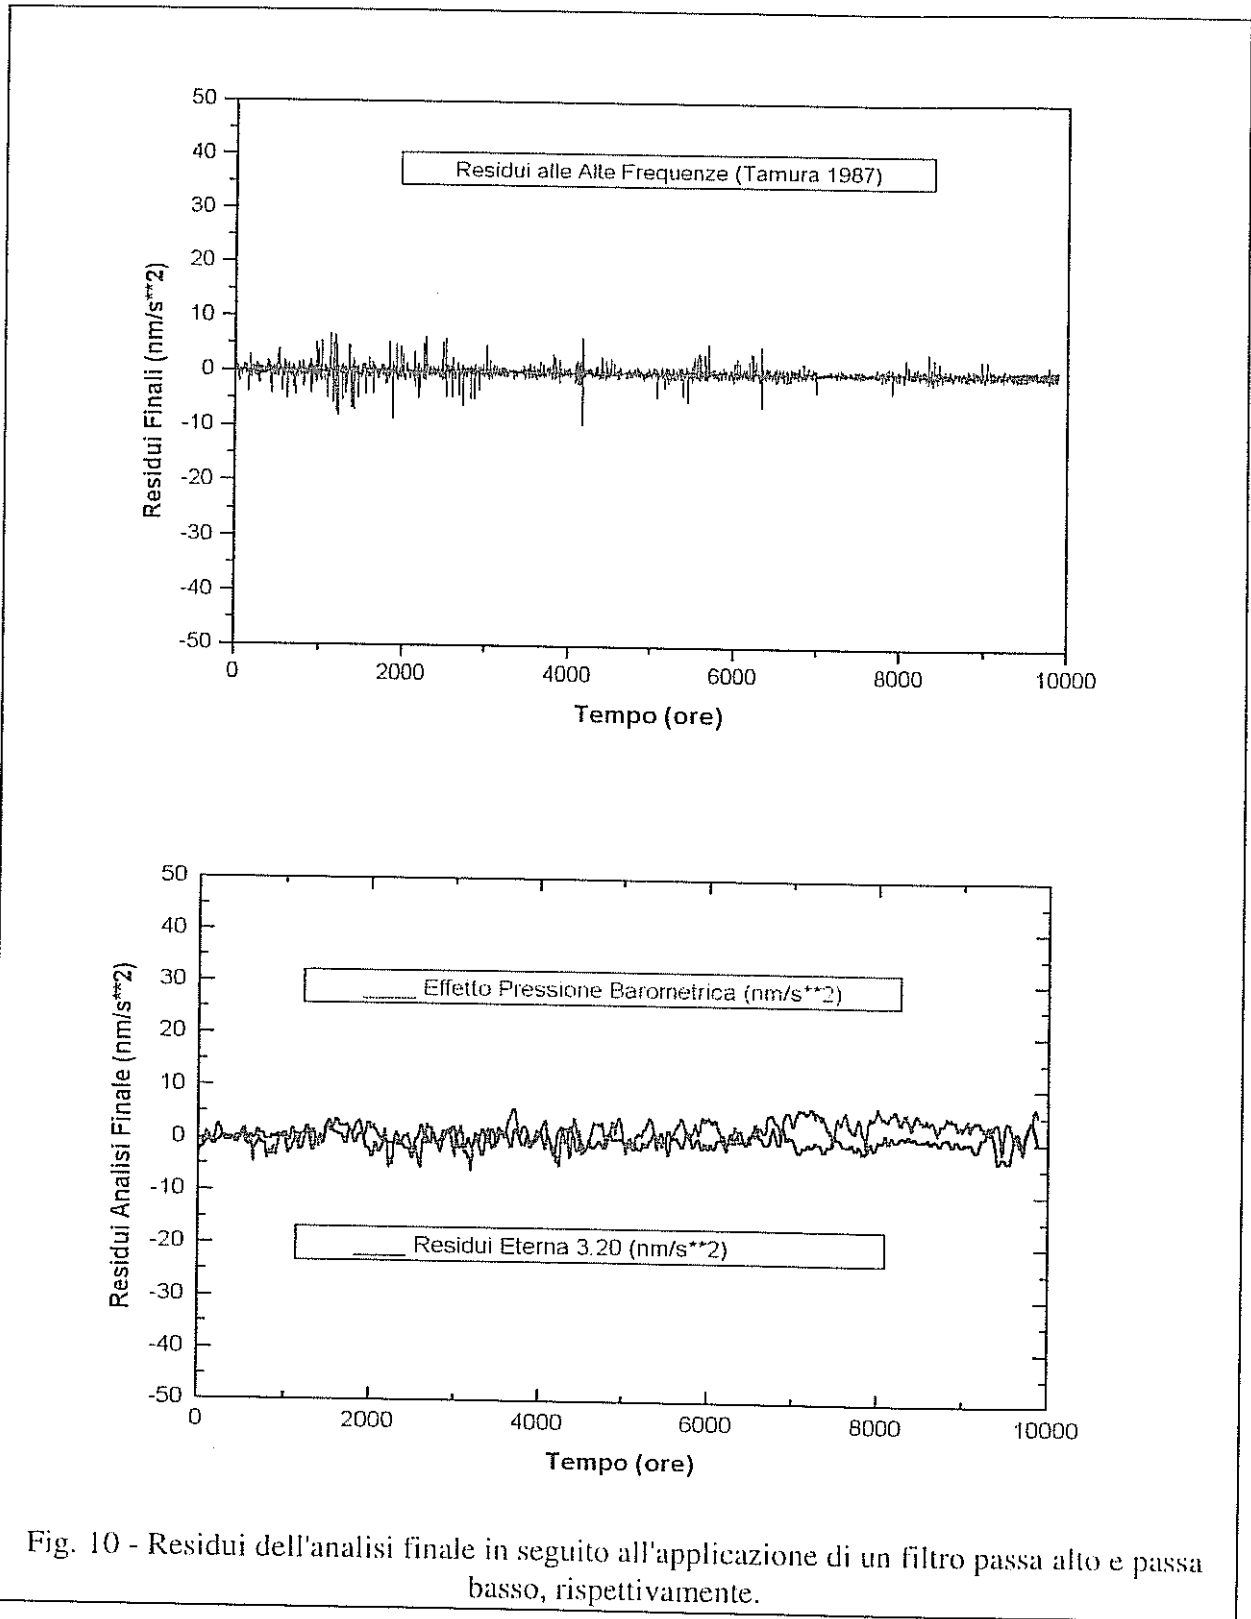 50
40
30
20
10
0
-10
-20
-30
-40
-50
Residui Finali (nm/s**2)
Residui alle Alte Frequenze (Tamura 1987)
0 2000 4000 6000 8000 10000
Tempo (ore)
50
40
30
20
10
0
-10
-20
-30
-40
-50
Residui Analisi Finale (nm/s**2)
____ Effetto Pressione Barometrica (nm/s**2)
____ Residui Eterna 3.20 (nm/s**2)
0 2000 4000 6000 8000 10000
Tempo (ore)
Fig. 10 - Residui dell'analisi finale in seguito all'applicazione di un filtro passa alto e passa
basso, rispettivamente.